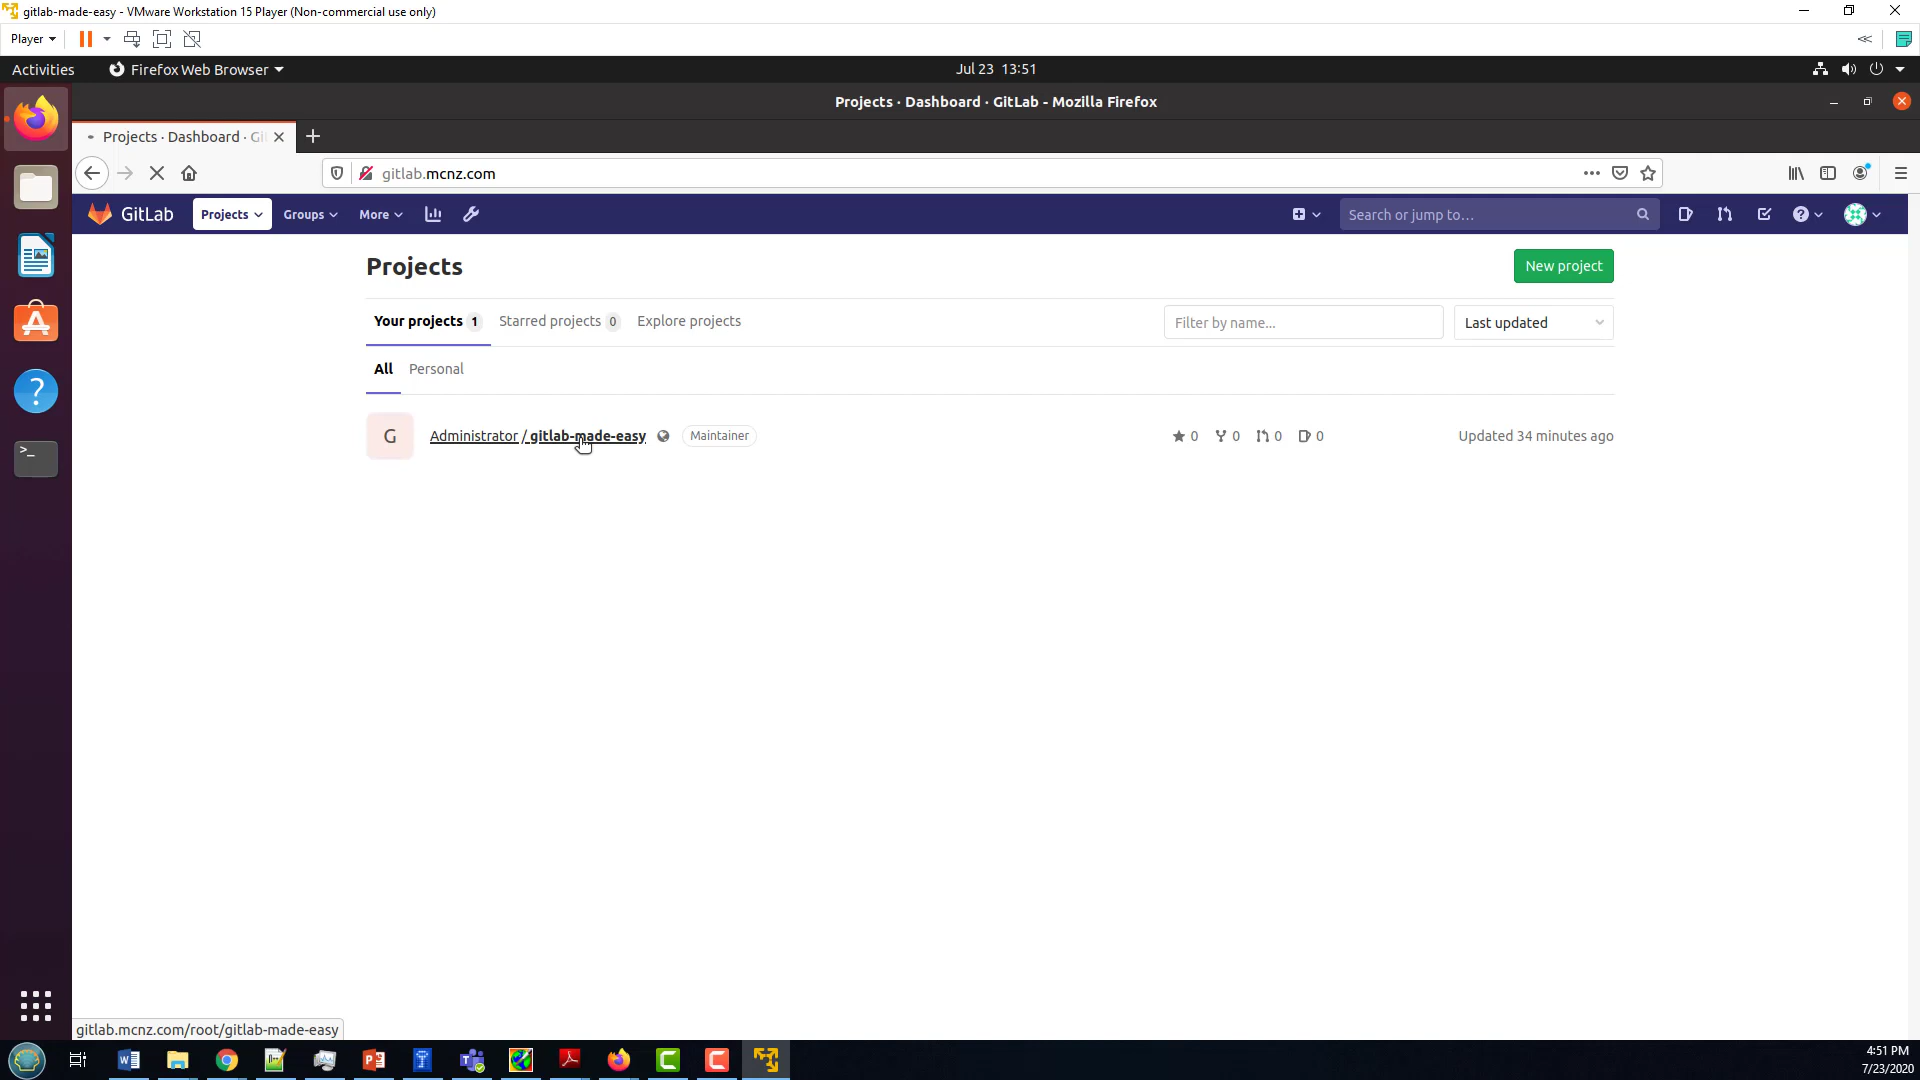 gitlab-made-easy - VMware Workstation 15 Player (Non-commercial use only)
Player
Activities
Firefox Web Browser
Jul 23 13:51
Projects · Dashboard · GitLab - Mozilla Firefox
Projects · Dashboard · Gi
gitlab.mcnz.com
GitLab
Projects
Groups
More
Search or jump to…
Projects
New project
Your projects 1
Starred projects 0
Explore projects
Filter by name...
Last updated
All
Personal
G
Administrator / gitlab-made-easy
Maintainer
0
0
0
0
Updated 34 minutes ago
gitlab.mcnz.com/root/gitlab-made-easy
4:51 PM
7/23/2020